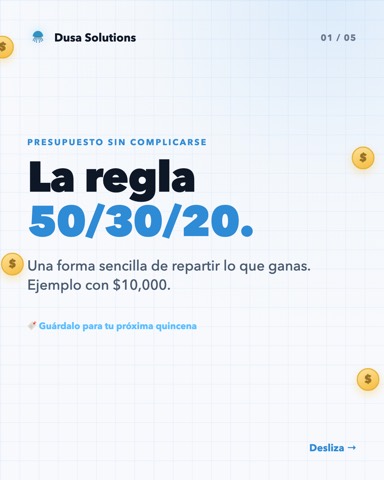 Dusa Solutions
01 / 05
PRESUPUESTO SIN COMPLICARSE
La regla
50/30/20.
Una forma sencilla de repartir lo que ganas.
Ejemplo con $10,000.
Guárdalo para tu próxima quincena
Desliza →
$
$
$
$